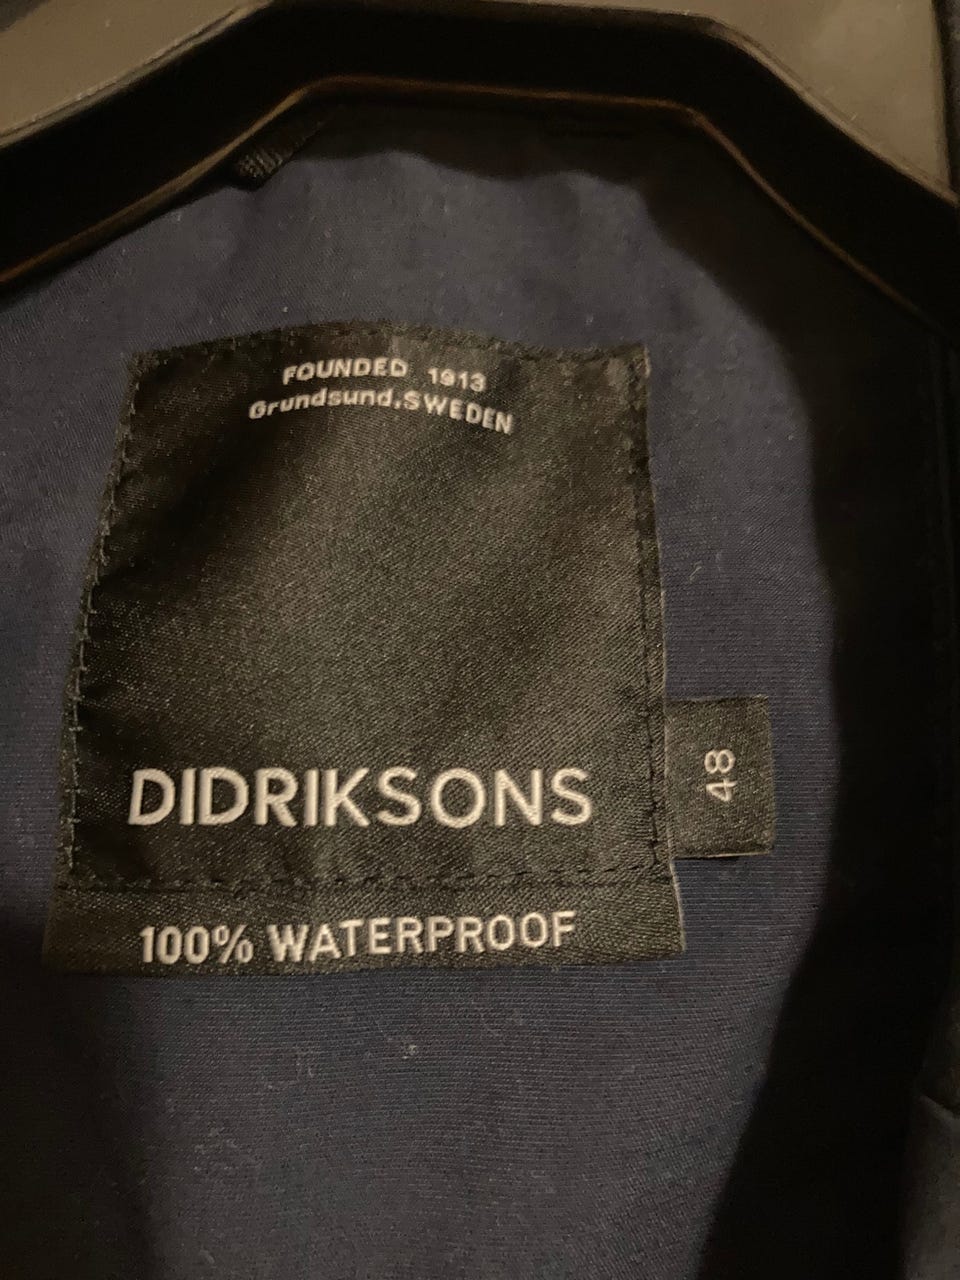 FOUNDED 1913
Grundsund,SWEDEN
DIDRIKSONS
48
100% WATERPROOF